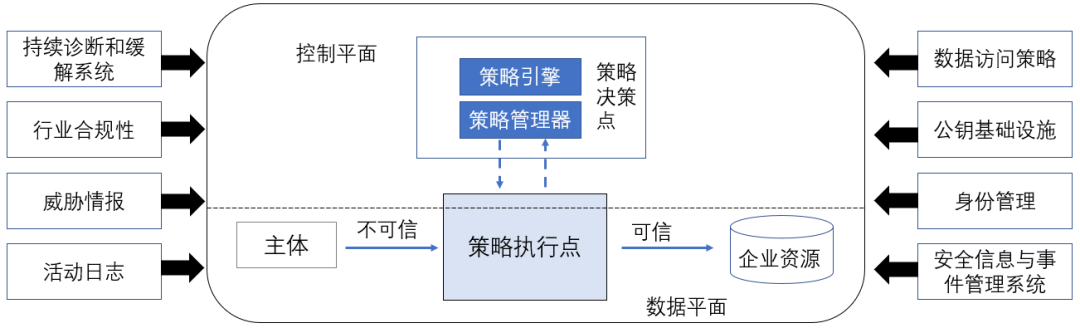 持续诊断和缓
解系统
行业合规性
威胁情报
活动日志
控制平面
策略引擎
策略管理器
策略
决策
点
主体
不可信
策略执行点
可信
企业资源
数据平面
数据访问策略
公钥基础设施
身份管理
安全信息与事
件管理系统